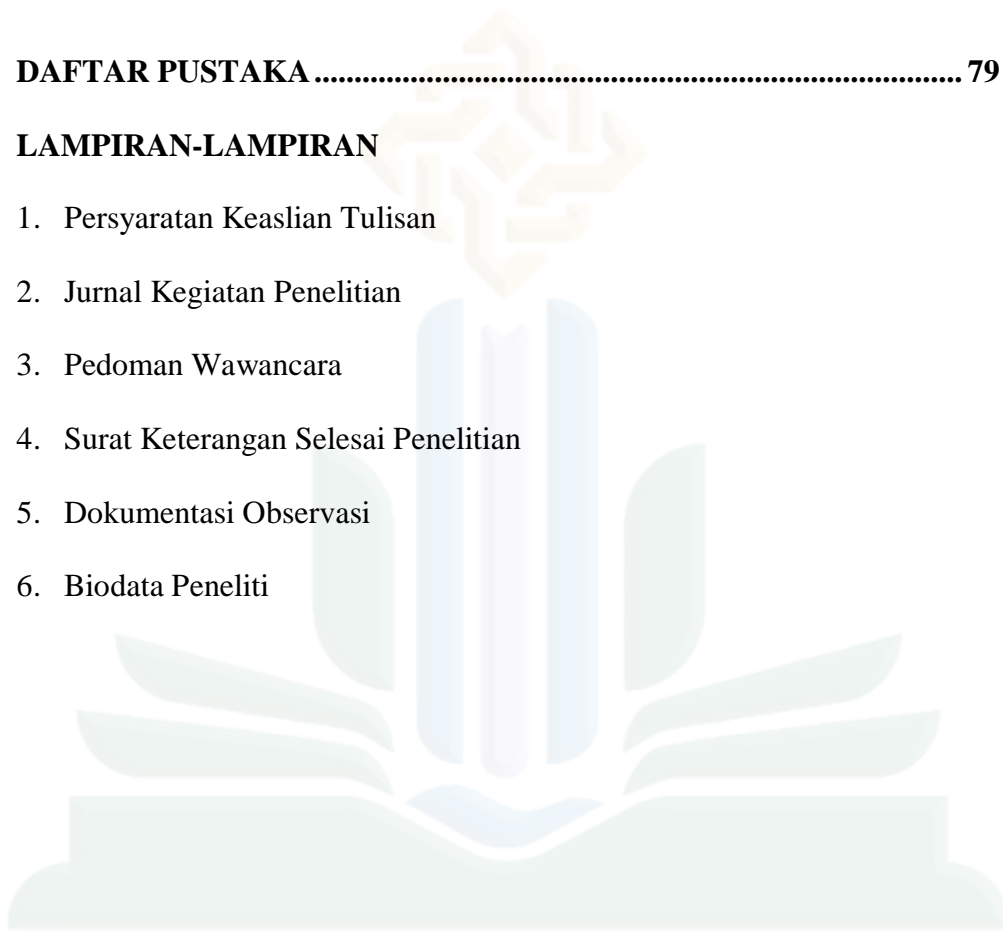 DAFTAR PUSTAKA ................................................................................. 79
LAMPIRAN-LAMPIRAN
1. Persyaratan Keaslian Tulisan
2. Jurnal Kegiatan Penelitian
3. Pedoman Wawancara
4. Surat Keterangan Selesai Penelitian
5. Dokumentasi Observasi
6. Biodata Peneliti